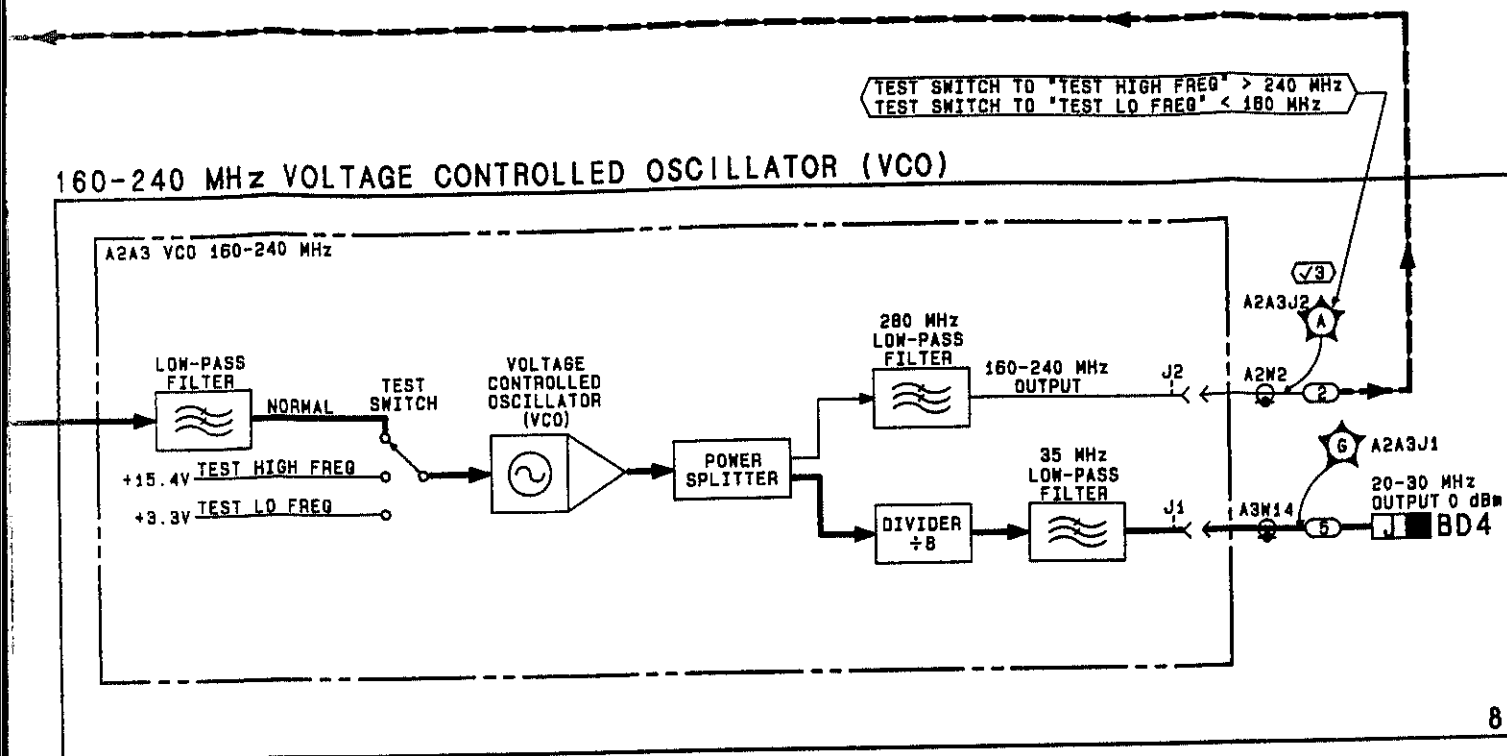 TEST SWITCH TO "TEST HIGH FREQ" > 240 MHz
TEST SWITCH TO "TEST LO FREQ" < 160 MHz
160-240 MHz VOLTAGE CONTROLLED OSCILLATOR (VCO)
A2A3 VCO 160-240 MHz
√3
A2A3J2
A
LOW-PASS
FILTER
NORMAL
TEST
SWITCH
VOLTAGE
CONTROLLED
OSCILLATOR
(VCO)
+15.4V TEST HIGH FREQ
+3.3V TEST LO FREQ
POWER
SPLITTER
280 MHz
LOW-PASS
FILTER
160-240 MHz
OUTPUT
J2
A2W2
2
DIVIDER
÷8
35 MHz
LOW-PASS
FILTER
J1
A3W14
5
G
A2A3J1
20-30 MHz
OUTPUT 0 dBm
J
BD4
8